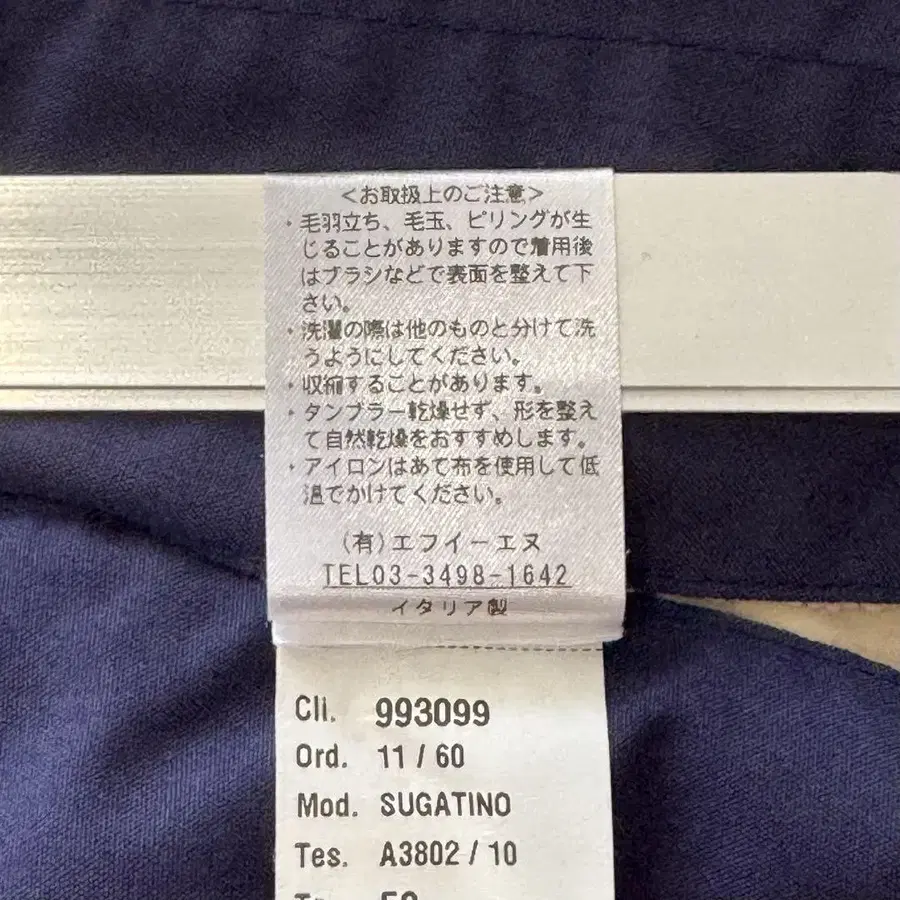 ＜お取扱上のご注意＞
・毛羽立ち、毛玉、ピリングが生
じることがありますので着用後
はブラシなどで表面を整えて下
さい。
・洗濯の際は他のものと分けて洗
うようにしてください。
・収縮することがあります。
・タンブラー乾燥せず、形を整え
て自然乾燥をおすすめします。
・アイロンはあて布を使用して低
温でかけてください。
(有)エフイーエヌ
TEL03-3498-1642
イタリア製
Cli. 993099
Ord. 11 / 60
Mod. SUGATINO
Tes. A3802 / 10